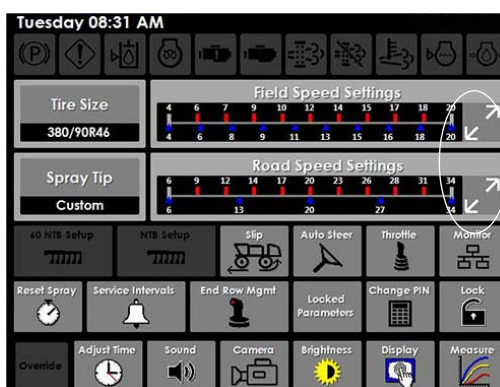 Tuesday 08:31 AM
(P)
Tire Size
380/90R46
Field Speed Settings
4 6 7 9 10 12 14 15 17 18 20
4 6 8 9 11 13 15 16 18 20
Spray Tip
Custom
Road Speed Settings
6 9 12 14 17 20 23 26 28 31 34
6 13 20 27 34
60 NTB Setup
NTB Setup
Slip
Auto Steer
Throttle
Monitor
Reset Spray
Service Intervals
End Row Mgmt
Locked
Parameters
Change PIN
Lock
Override
Adjust Time
Sound
Camera
Brightness
Display
Measure